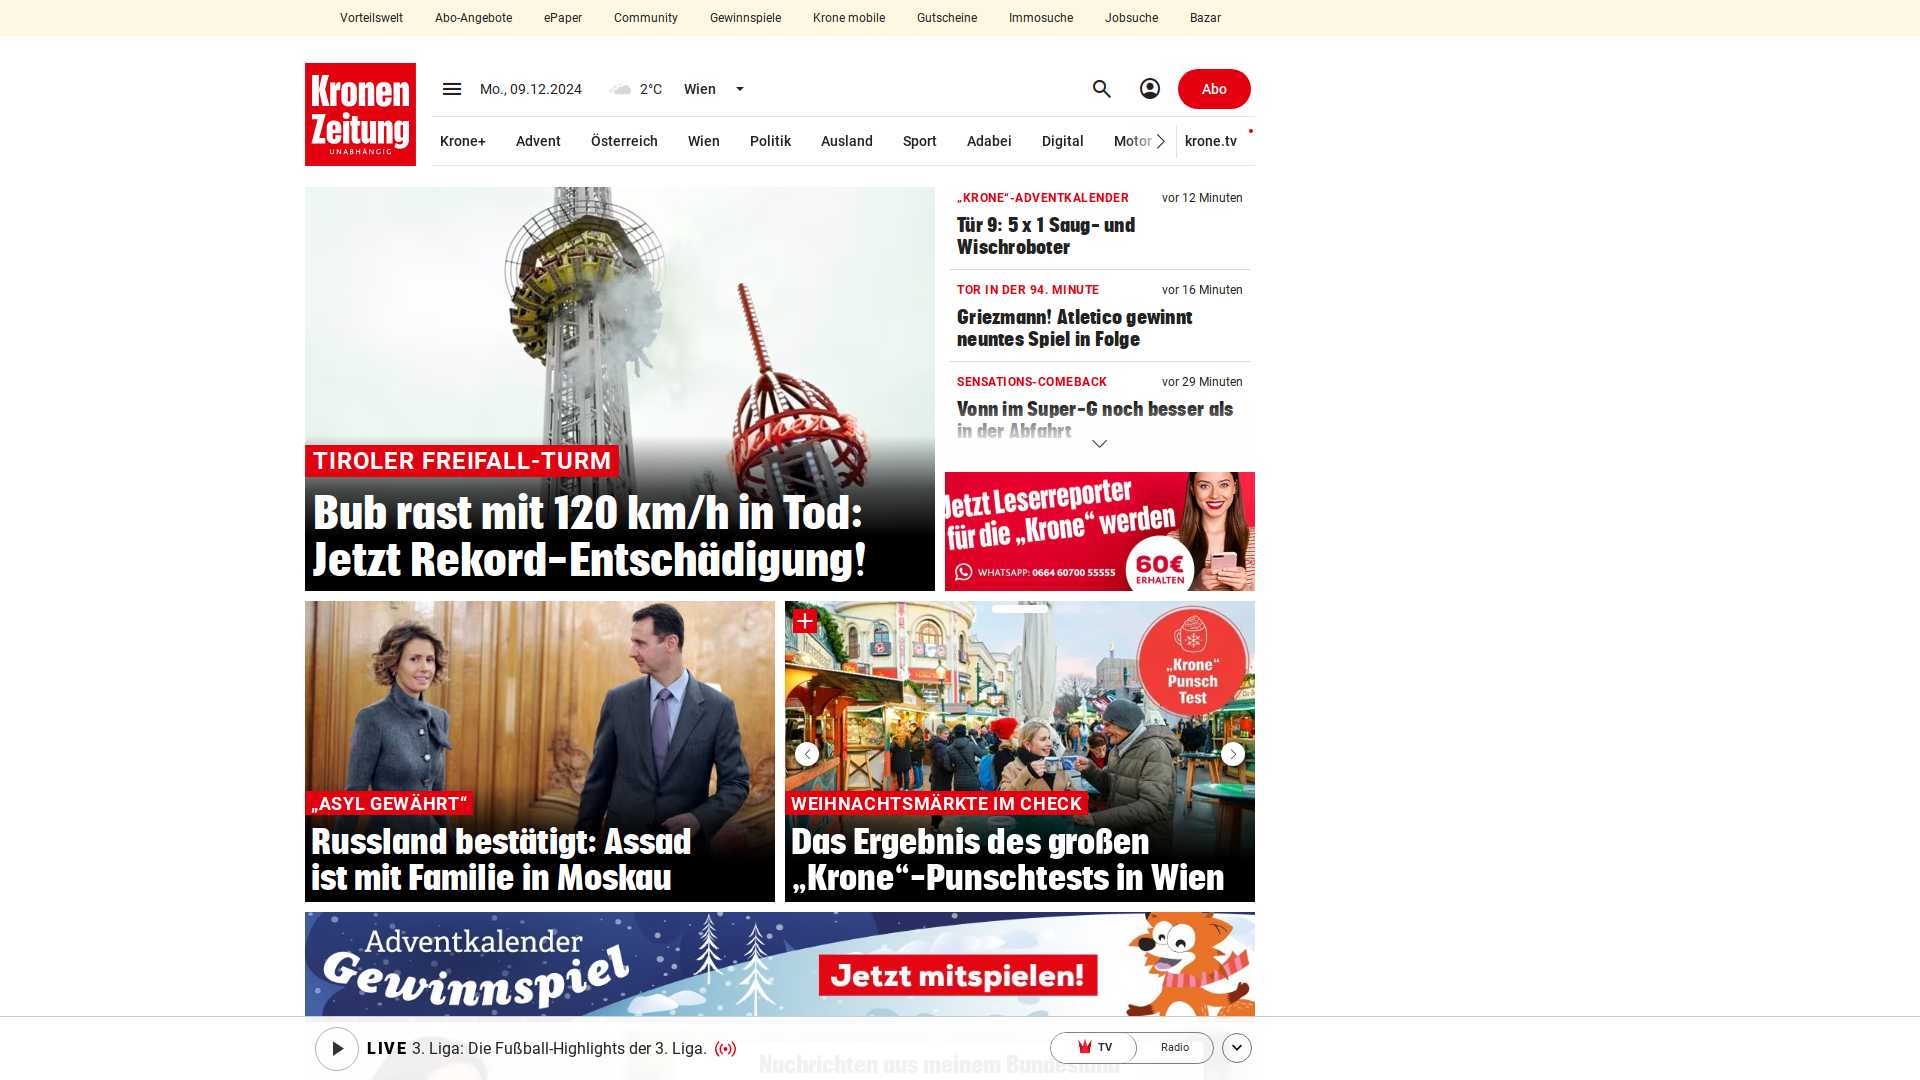 Vorteilswelt Abo-Angebote ePaper Community Gewinnspiele Krone mobile Gutscheine Immosuche Jobsuche Bazar
Kronen
Zeitung
UNABHÄNGIG
Mo., 09.12.2024 2°C Wien Abo
Krone+ Advent Österreich Wien Politik Ausland Sport Adabei Digital Motor krone.tv
TIROLER FREIFALL-TURM
Bub rast mit 120 km/h in Tod:
Jetzt Rekord-Entschädigung!
„KRONE“-ADVENTKALENDER vor 12 Minuten
Tür 9: 5 x 1 Saug- und
Wischroboter
TOR IN DER 94. MINUTE vor 16 Minuten
Griezmann! Atletico gewinnt
neuntes Spiel in Folge
SENSATIONS-COMEBACK vor 29 Minuten
Vonn im Super-G noch besser als
in der Abfahrt
Jetzt Leserreporter
für die „Krone“ werden
WHATSAPP: 0664 60700 55555
60€
ERHALTEN
„ASYL GEWÄHRT“
Russland bestätigt: Assad
ist mit Familie in Moskau
„Krone“
Punsch
Test
WEIHNACHTSMÄRKTE IM CHECK
Das Ergebnis des großen
„Krone“-Punschtests in Wien
Adventkalender
Gewinnspiel
Jetzt mitspielen!
LIVE 3. Liga: Die Fußball-Highlights der 3. Liga. TV Radio
Nachrichten aus meinem Bundesland